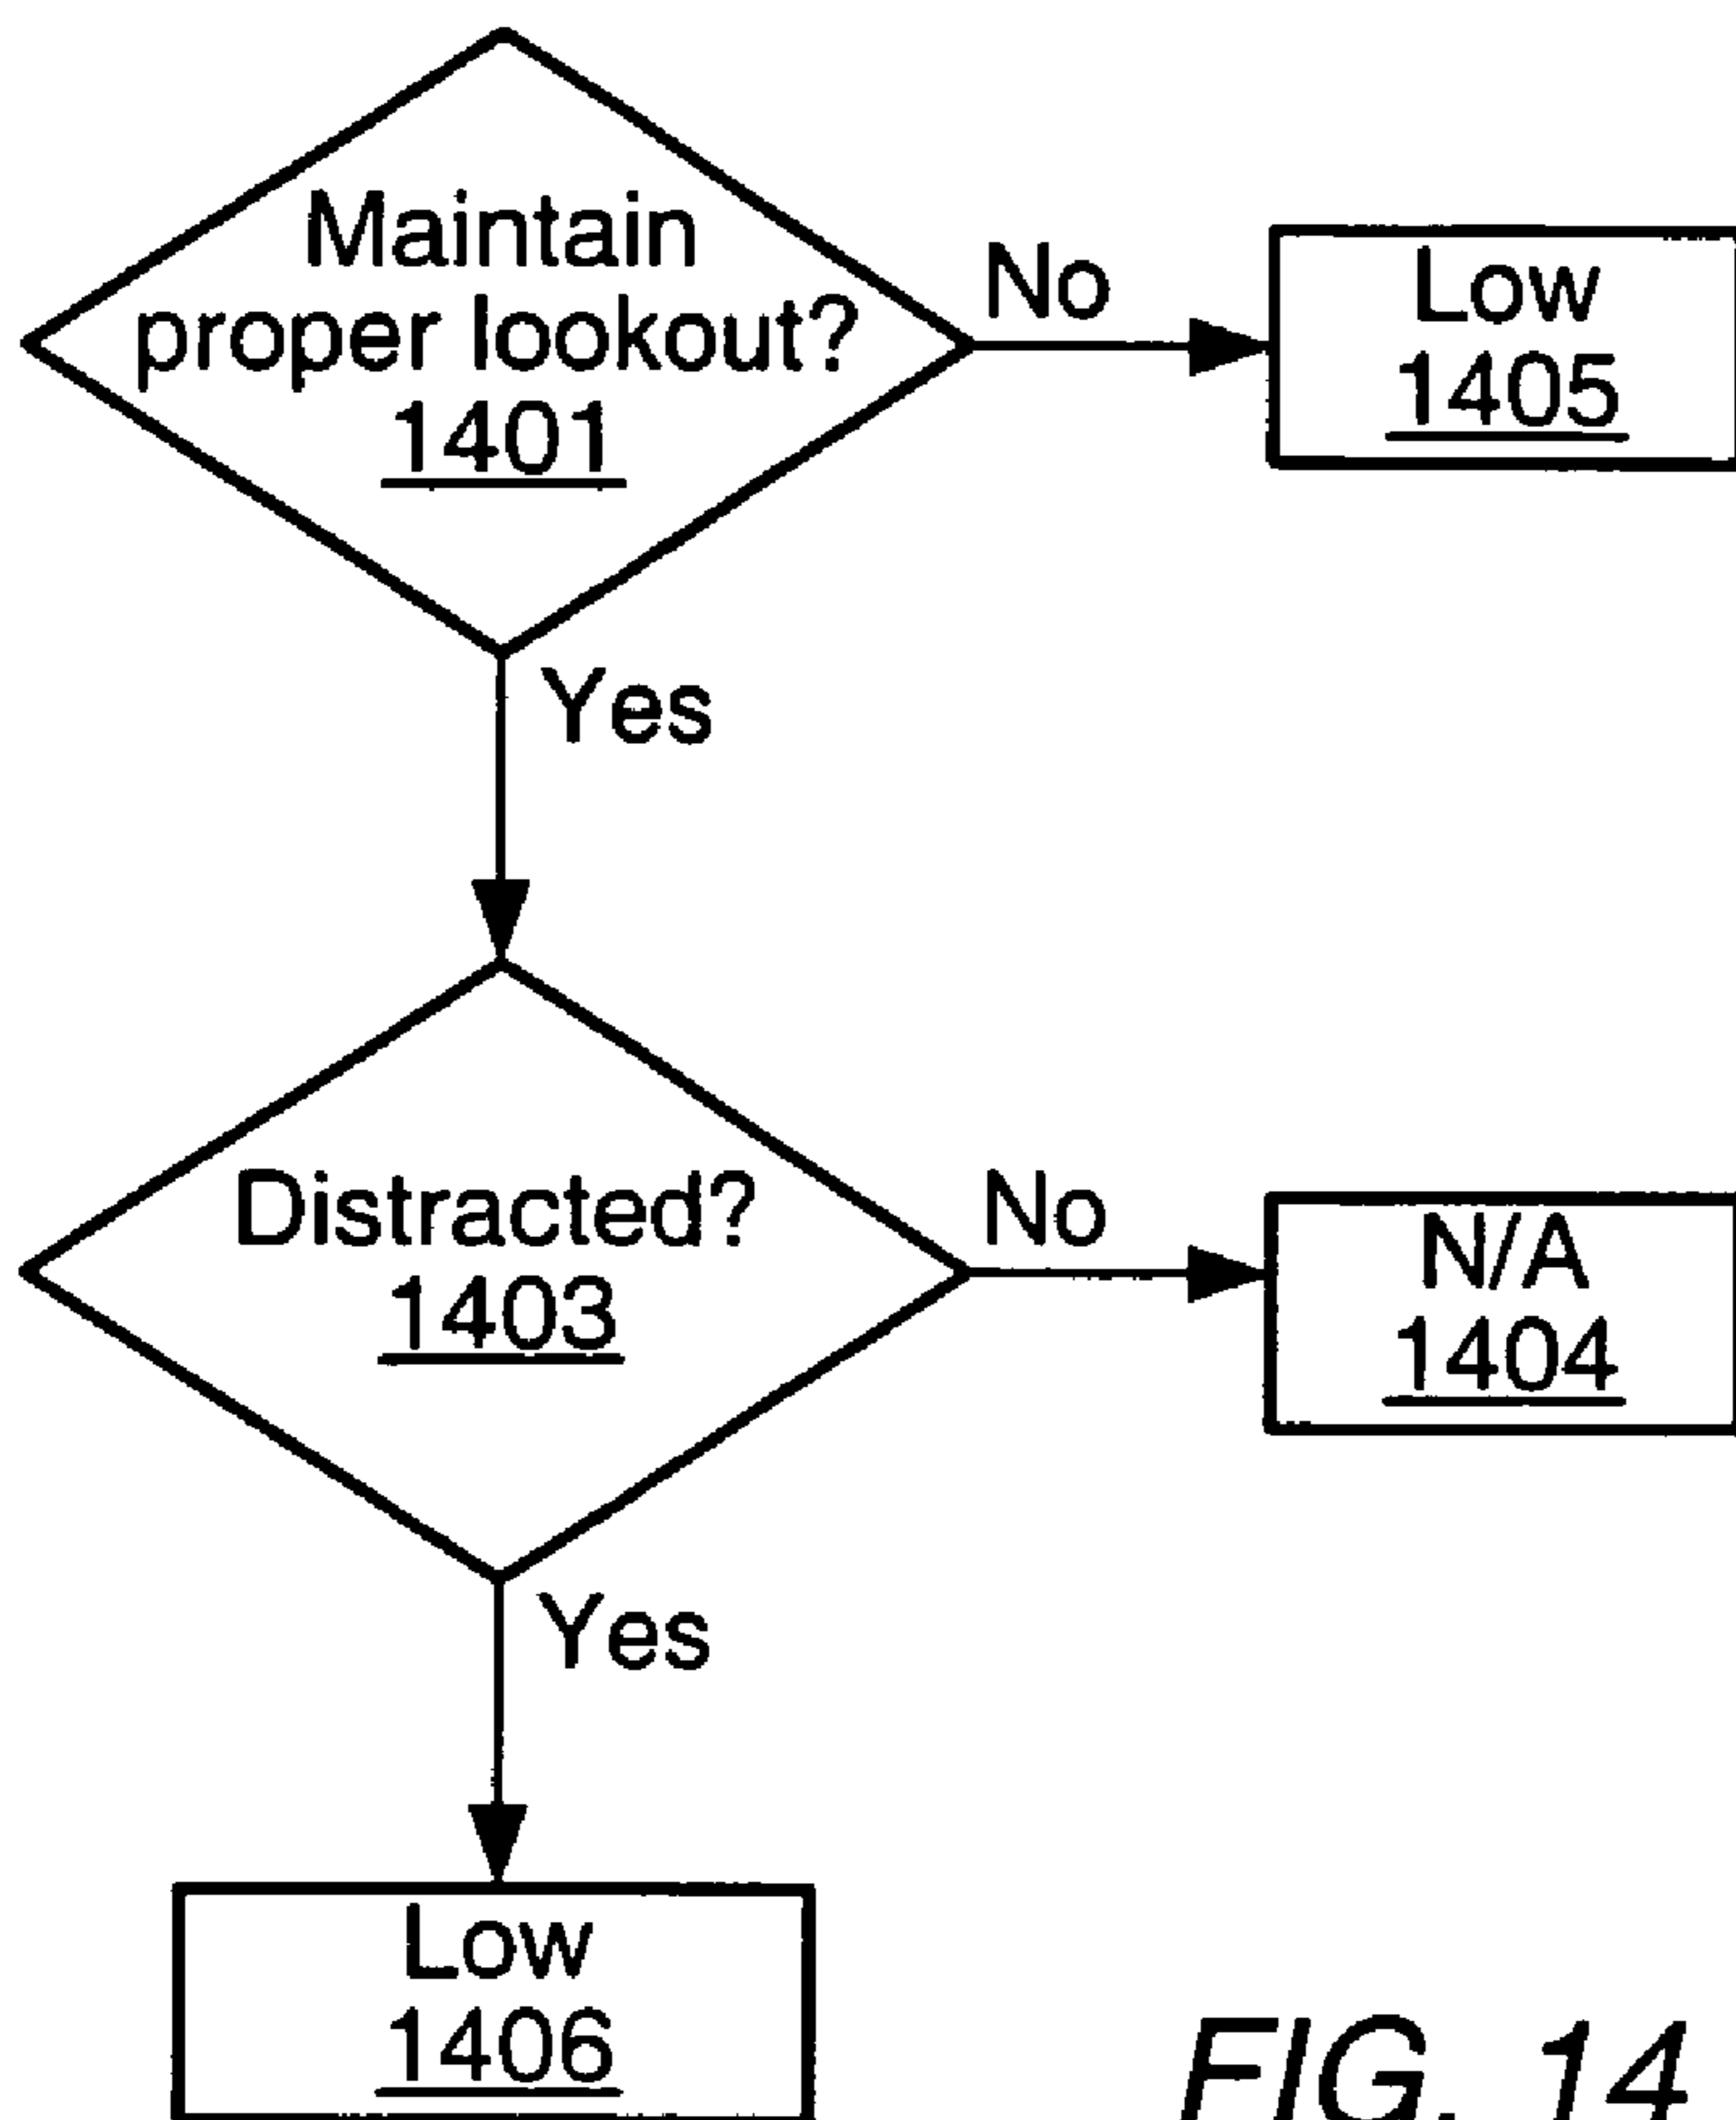 Maintain
proper lookout?
1401
No
Low
1405
Yes
Distracted?
1403
No
N/A
1404
Yes
Low
1406
FIG. 14